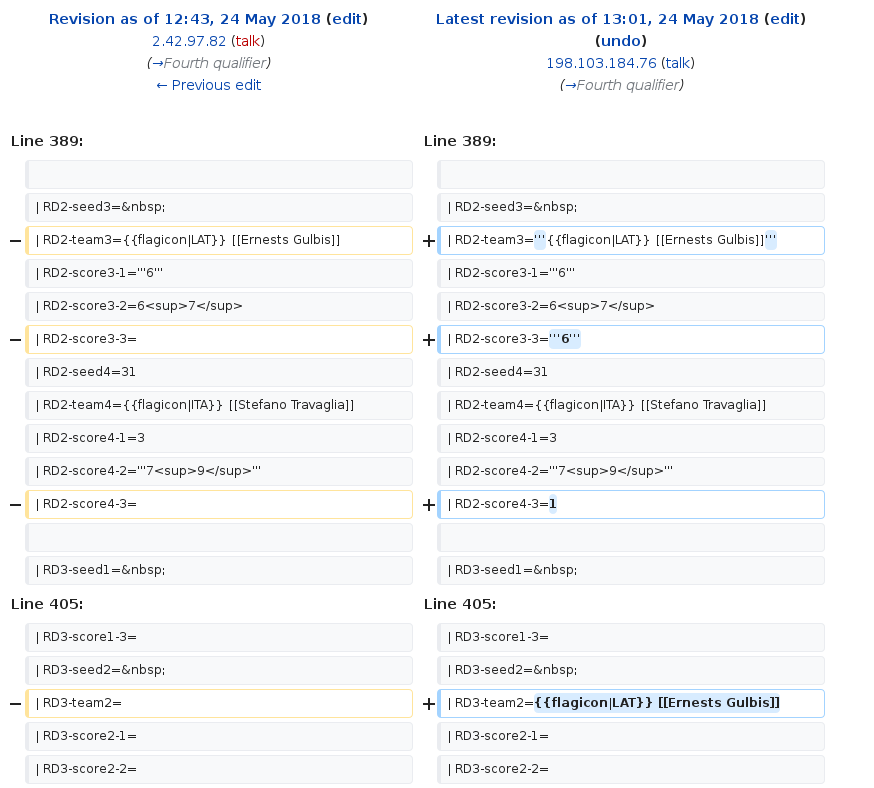 Revision as of 12:43, 24 May 2018 (edit)
2.42.97.82 (talk)
(→Fourth qualifier)
← Previous edit
Latest revision as of 13:01, 24 May 2018 (edit)
(undo)
198.103.184.76 (talk)
(→Fourth qualifier)
Line 389:
Line 389:
| RD2-seed3=&nbsp;
| RD2-seed3=&nbsp;
− | RD2-team3={{flagicon|LAT}} [[Ernests Gulbis]]
+ | RD2-team3='''{{flagicon|LAT}} [[Ernests Gulbis]]'''
| RD2-score3-1='''6'''
| RD2-score3-1='''6'''
| RD2-score3-2=6<sup>7</sup>
| RD2-score3-2=6<sup>7</sup>
− | RD2-score3-3=
+ | RD2-score3-3='''6'''
| RD2-seed4=31
| RD2-seed4=31
| RD2-team4={{flagicon|ITA}} [[Stefano Travaglia]]
| RD2-team4={{flagicon|ITA}} [[Stefano Travaglia]]
| RD2-score4-1=3
| RD2-score4-1=3
| RD2-score4-2='''7<sup>9</sup>'''
| RD2-score4-2='''7<sup>9</sup>'''
− | RD2-score4-3=
+ | RD2-score4-3=1
| RD3-seed1=&nbsp;
| RD3-seed1=&nbsp;
Line 405:
Line 405:
| RD3-score1-3=
| RD3-score1-3=
| RD3-seed2=&nbsp;
| RD3-seed2=&nbsp;
− | RD3-team2=
+ | RD3-team2={{flagicon|LAT}} [[Ernests Gulbis]]
| RD3-score2-1=
| RD3-score2-1=
| RD3-score2-2=
| RD3-score2-2=